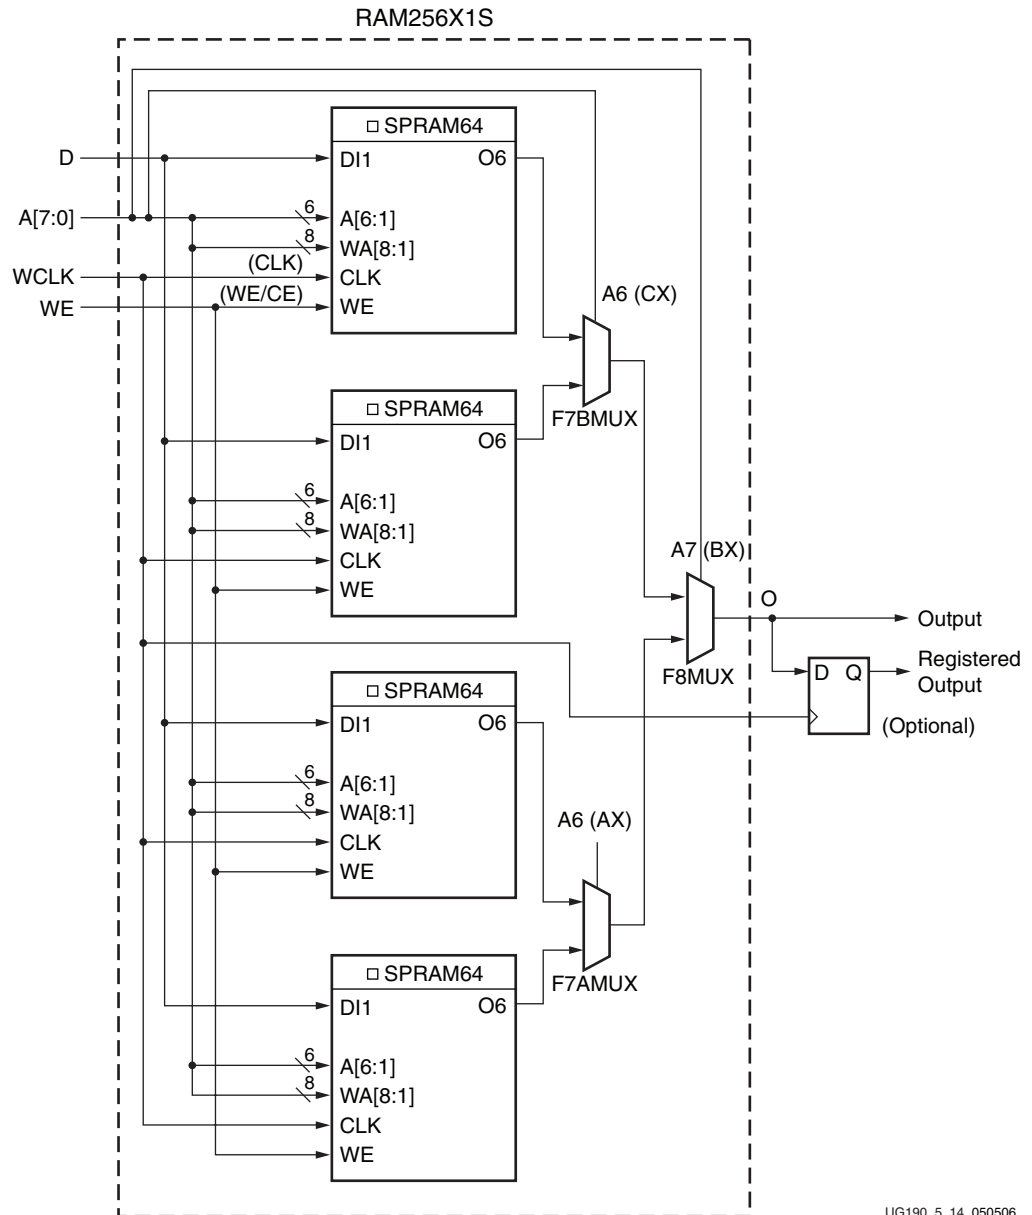 RAM256X1S
SPRAM64
D
DI1
O6
A[7:0]
6
A[6:1]
8
WA[8:1]
WCLK
(CLK)
CLK
WE
(WE/CE)
WE
A6 (CX)
F7BMUX
SPRAM64
DI1
O6
6
A[6:1]
8
WA[8:1]
CLK
WE
A7 (BX)
F8MUX
O
Output
D Q
Registered
Output
(Optional)
SPRAM64
DI1
O6
6
A[6:1]
8
WA[8:1]
CLK
WE
A6 (AX)
F7AMUX
SPRAM64
DI1
O6
6
A[6:1]
8
WA[8:1]
CLK
WE
UG190_5_14_050506